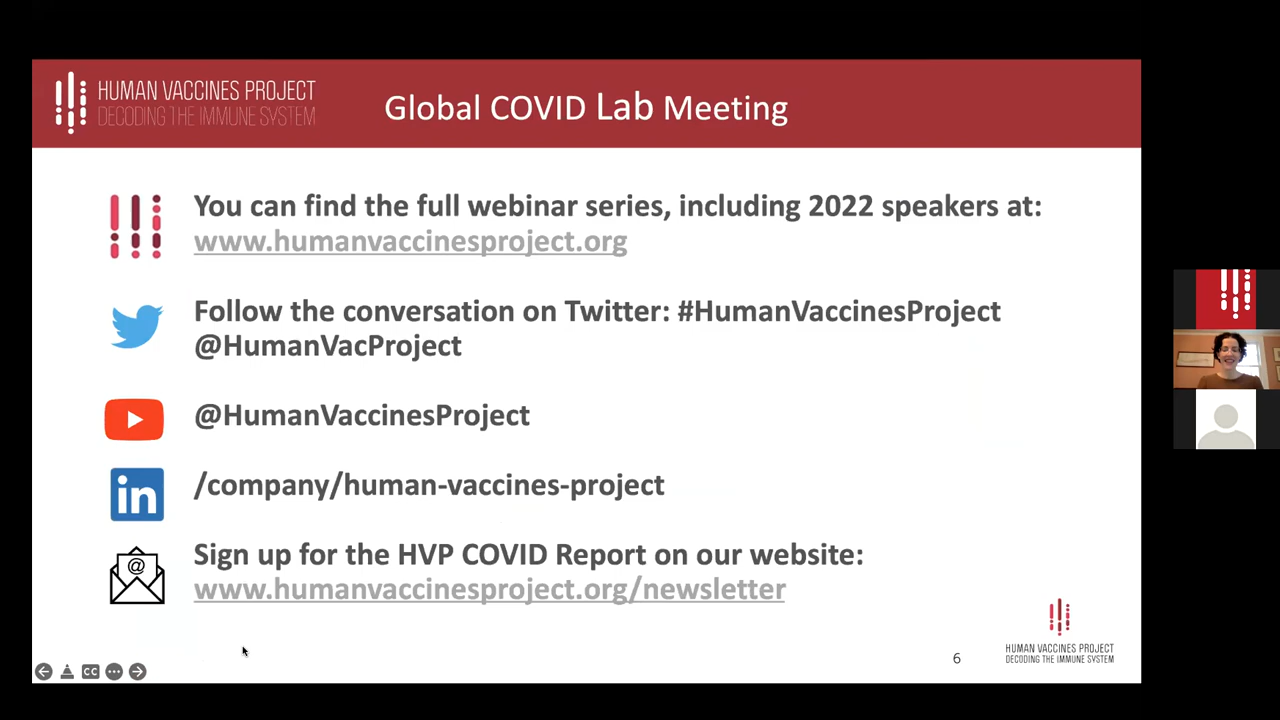 HUMAN VACCINES PROJECT
DECODING THE IMMUNE SYSTEM
Global COVID Lab Meeting
You can find the full webinar series, including 2022 speakers at:
www.humanvaccinesproject.org
Follow the conversation on Twitter: #HumanVaccinesProject
@HumanVacProject
@HumanVaccinesProject
in
/company/human-vaccines-project
@
Sign up for the HVP COVID Report on our website:
www.humanvaccinesproject.org/newsletter
6
HUMAN VACCINES PROJECT
DECODING THE IMMUNE SYSTEM
CC